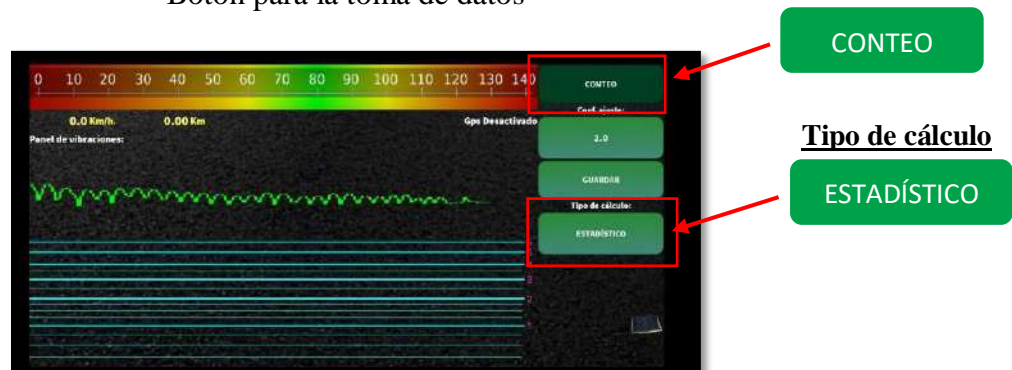 Botón para la toma de datos
CONTEO
0 10 20 30 40 50 60 70 80 90 100 110 120 130 140
CONTEO
Conf. ajuste:
0.0 Km/h. 0.00 Km Gps Desactivado
Panel de vibraciones:
2.0
Tipo de cálculo
GUARDAR
ESTADÍSTICO
Tipo de cálculo:
ESTADÍSTICO